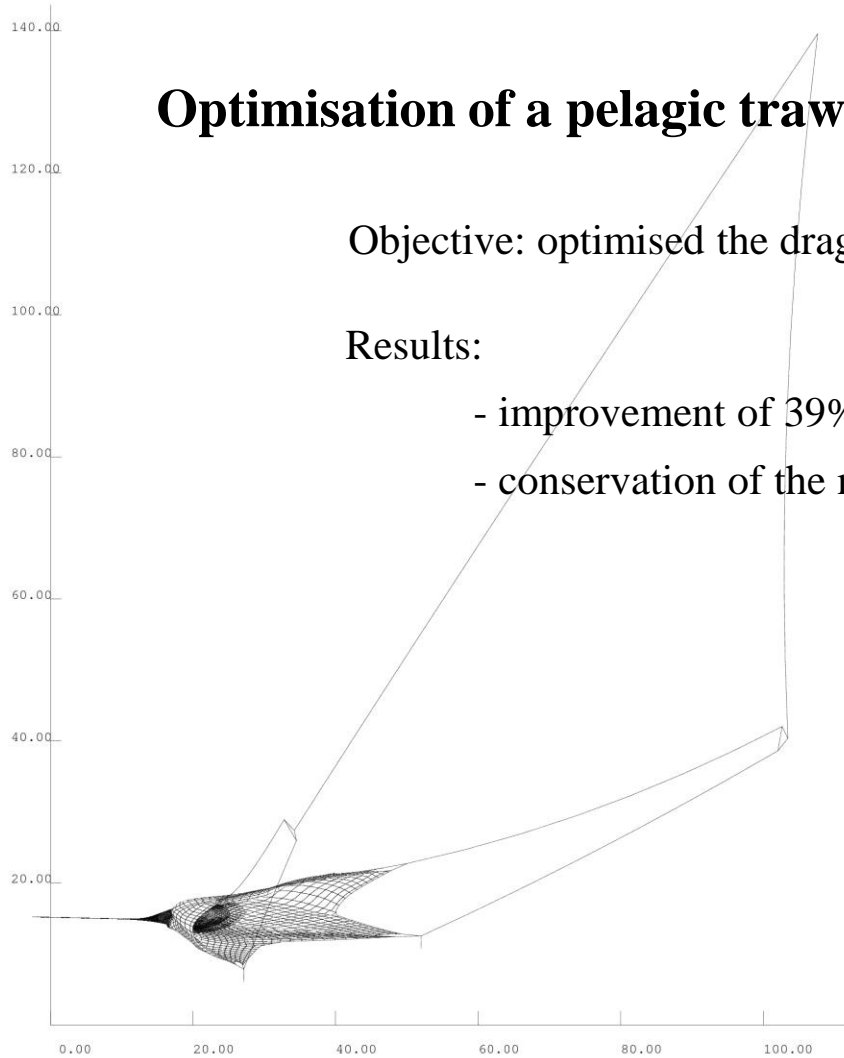 140.00
Optimisation of a pelagic traw
120.00
Objective: optimised the drag
100.00
Results:
- improvement of 39%
80.00
- conservation of the
60.00
40.00
20.00
0.00 20.00 40.00 60.00 80.00 100.00